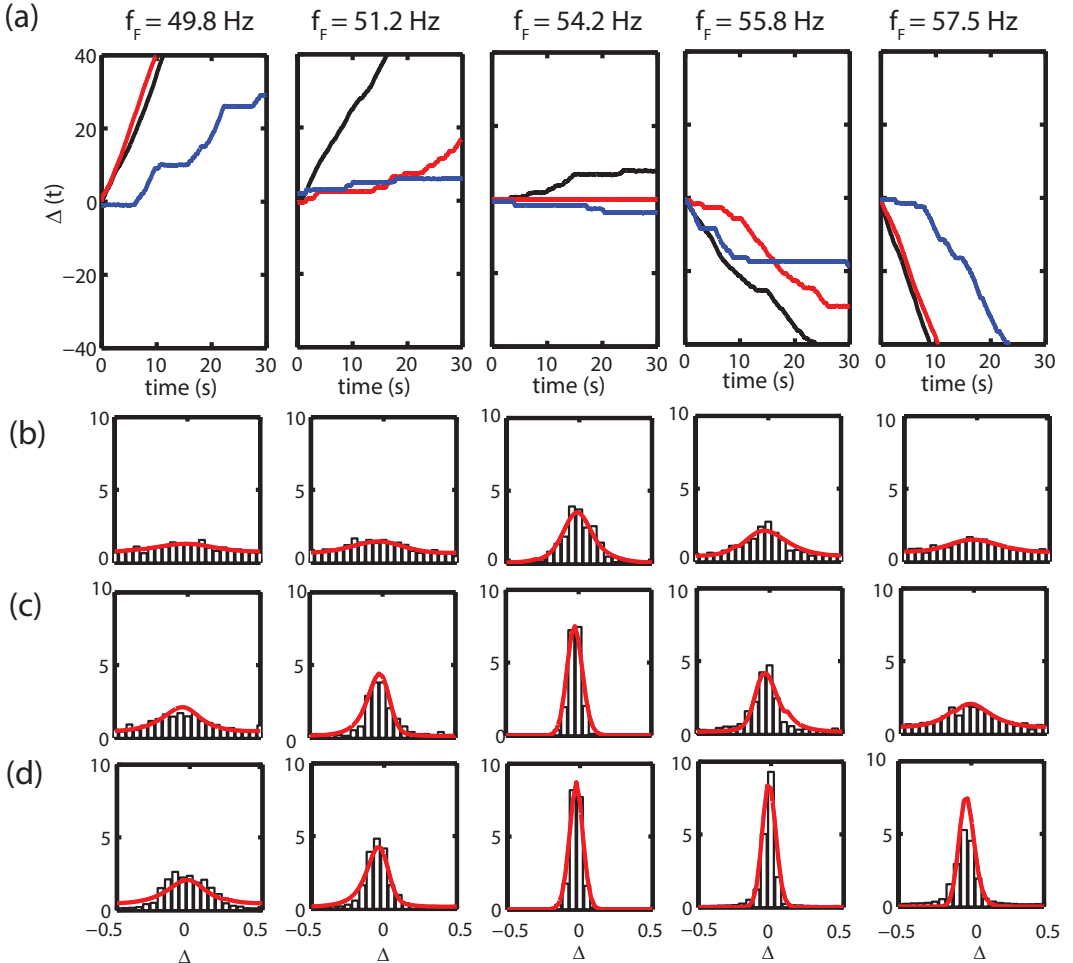 (a)
f_F = 49.8 Hz f_F = 51.2 Hz f_F = 54.2 Hz f_F = 55.8 Hz f_F = 57.5 Hz
40
20
0
−20
−40
Δ (t)
0 10 20 30 0 10 20 30 0 10 20 30 0 10 20 30 0 10 20 30
time (s) time (s) time (s) time (s) time (s)
(b)
10 10 10 10 10
5 5 5 5 5
0 0 0 0 0
(c)
10 10 10 10 10
5 5 5 5 5
0 0 0 0 0
(d)
10 10 10 10 10
5 5 5 5 5
0 0 0 0 0
−0.5 0 0.5 −0.5 0 0.5 −0.5 0 0.5 −0.5 0 0.5 −0.5 0 0.5
Δ Δ Δ Δ Δ